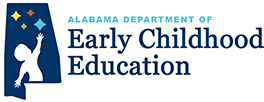 ALABAMA DEPARTMENT OF
Early Childhood
Education